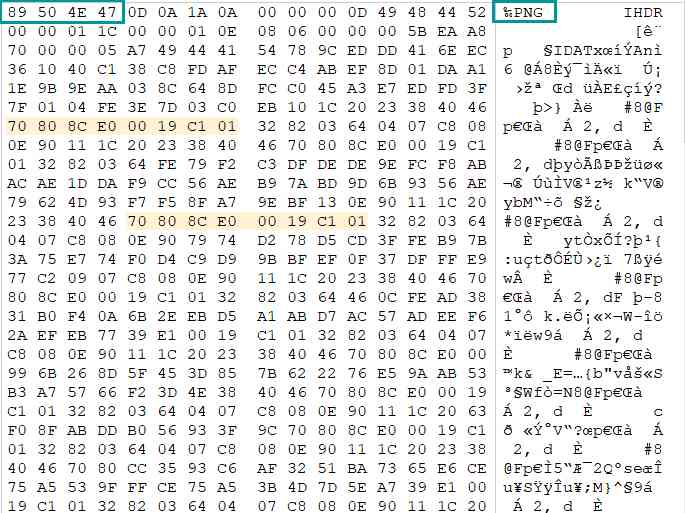 89 50 4E 47 0D 0A 1A 0A 00 00 00 0D 49 48 44 52 ‰PNG IHDR
00 00 01 1C 00 00 01 0E 08 06 00 00 00 5B EA A8 [ê¨
70 00 00 05 A7 49 44 41 54 78 9C ED DD 41 6E EC p §IDATxœíÝAnì
36 10 40 C1 38 C8 FD AF EC C4 AB EF 8D 01 DA A1 6 @Á8Èý¯ìÄ«ï Ú¡
1E 9B 9E AA 03 8C 64 8D FC C0 45 A3 E7 ED FD 3F ›žª Œd üÀE£çíý?
7F 01 04 FE 3E 7D 03 C0 EB 10 1C 20 23 38 40 46 þ>} Àë #8@F
70 80 8C E0 00 19 C1 01 32 82 03 64 04 07 C8 08 p€Œà Á 2‚ d È
0E 90 11 1C 20 23 38 40 46 70 80 8C E0 00 19 C1 #8@Fp€Œà Á
01 32 82 03 64 FE 79 F2 C3 DF DE DE 9E FC F8 AB 2‚ dþyòÃßÞÞžüø«
AC AE 1D DA F9 CC 56 AE B9 7A BD 9D 6B 93 56 AE ¬® ÚùÌV®¹z½ k“V®
79 62 4D 93 F7 F5 8F A7 9E BF 13 0E 90 11 1C 20 ybM“÷õ §ž¿
23 38 40 46 70 80 8C E0 00 19 C1 01 32 82 03 64 #8@Fp€Œà Á 2‚ d
04 07 C8 08 0E 90 79 74 D2 78 D5 CD 3F FE B9 7B È ytÒxÕÍ?þ¹{
3A 75 E7 74 F0 D4 C9 D9 9B BF EF 0F 37 DF FF E9 :uçtðÔÉÙ›¿ï 7ßÿé
77 C2 09 07 C8 08 0E 90 11 1C 20 23 38 40 46 70 wÂ È #8@Fp
80 8C E0 00 19 C1 01 32 82 03 64 46 0C FE AD 38 €Œà Á 2‚ dF þ-8
31 B0 F4 0A 6B 2E EB D5 A1 AB D7 AC 57 AD EE F6 1°ô k.ëÕ¡«×¬W-îö
2A EF EB 77 39 E1 00 19 C1 01 32 82 03 64 04 07 *ïëw9á Á 2‚ d
C8 08 0E 90 11 1C 20 23 38 40 46 70 80 8C E0 00 È #8@Fp€Œà
99 6B 26 8D 5F 45 3D 85 7B 62 22 76 E5 9A AB 53 ™k& _E=…{b"våš«S
B3 A7 57 66 F2 3D 4E 38 40 46 70 80 8C E0 00 19 ³§Wfò=N8@Fp€Œà
C1 01 32 82 03 64 04 07 C8 08 0E 90 11 1C 20 63 Á 2‚ d È c
F0 8F AB DD B0 56 93 3F 9C 70 80 8C E0 00 19 C1 ð «Ý°V“?œp€Œà Á
01 32 82 03 64 04 07 C8 08 0E 90 11 1C 20 23 38 2‚ d È #8
40 46 70 80 CC 35 93 C6 AF 32 51 BA 73 65 E6 CE @Fp€Ì5“Æ¯2QºseæÎ
75 A5 53 9F FF CE 75 A5 3B 4D 7D 5E A7 39 E1 00 u¥SŸÿÎu¥;M}^§9á
19 C1 01 32 82 03 64 04 07 C8 08 0E 90 11 1C 20 Á 2‚ d È